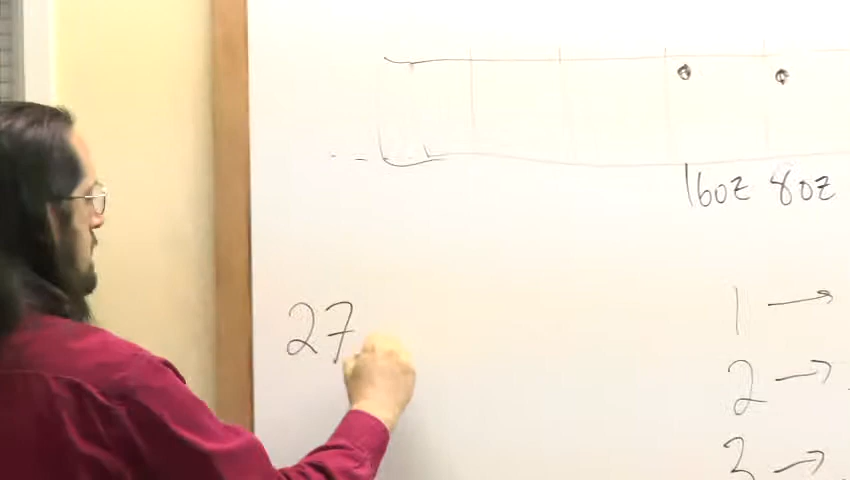 16oz 8oz
27
1 →
2 →
3 →